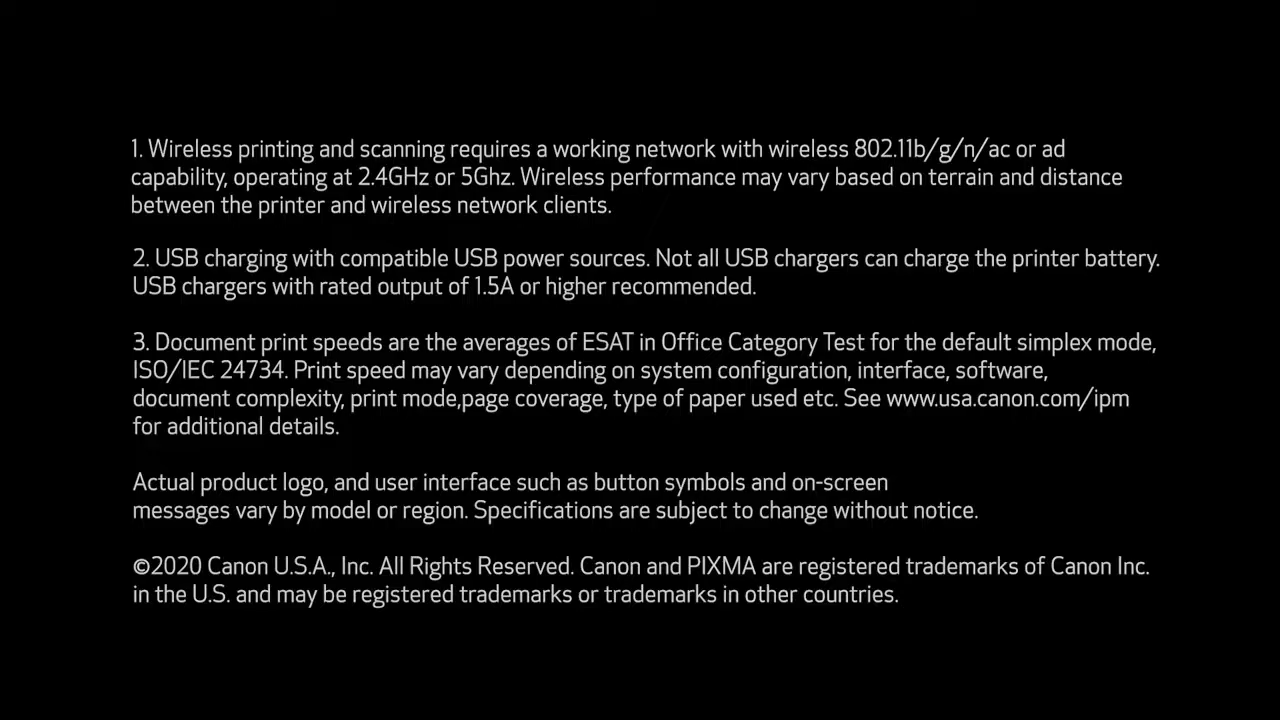 1. Wireless printing and scanning requires a working network with wireless 802.11b/g/n/ac or ad
capability, operating at 2.4GHz or 5Ghz. Wireless performance may vary based on terrain and distance
between the printer and wireless network clients.
2. USB charging with compatible USB power sources. Not all USB chargers can charge the printer battery.
USB chargers with rated output of 1.5A or higher recommended.
3. Document print speeds are the averages of ESAT in Office Category Test for the default simplex mode,
ISO/IEC 24734. Print speed may vary depending on system configuration, interface, software,
document complexity, print mode,page coverage, type of paper used etc. See www.usa.canon.com/ipm
for additional details.
Actual product logo, and user interface such as button symbols and on-screen
messages vary by model or region. Specifications are subject to change without notice.
©2020 Canon U.S.A., Inc. All Rights Reserved. Canon and PIXMA are registered trademarks of Canon Inc.
in the U.S. and may be registered trademarks or trademarks in other countries.